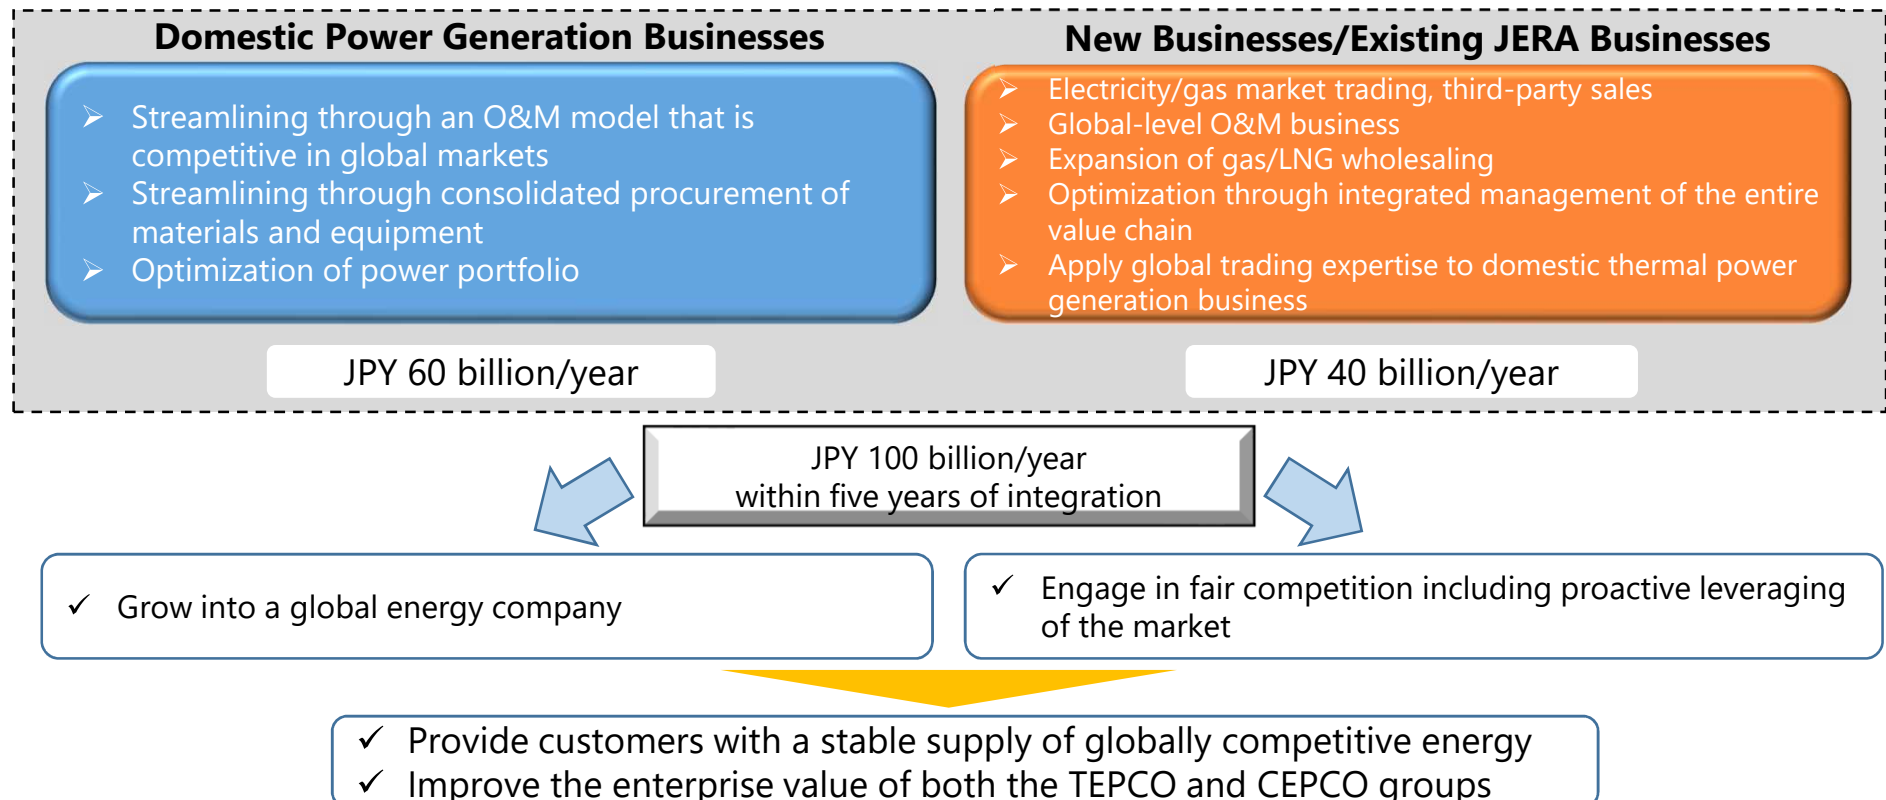 Domestic Power Generation Businesses
➢ Streamlining through an O&M model that is
competitive in global markets
➢ Streamlining through consolidated procurement of
materials and equipment
➢ Optimization of power portfolio
JPY 60 billion/year
New Businesses/Existing JERA Businesses
➢ Electricity/gas market trading, third-party sales
➢ Global-level O&M business
➢ Expansion of gas/LNG wholesaling
➢ Optimization through integrated management of the entire
value chain
➢ Apply global trading expertise to domestic thermal power
generation business
JPY 40 billion/year
JPY 100 billion/year
within five years of integration
✓ Grow into a global energy company
✓ Engage in fair competition including proactive leveraging
of the market
✓ Provide customers with a stable supply of globally competitive energy
✓ Improve the enterprise value of both the TEPCO and CEPCO groups